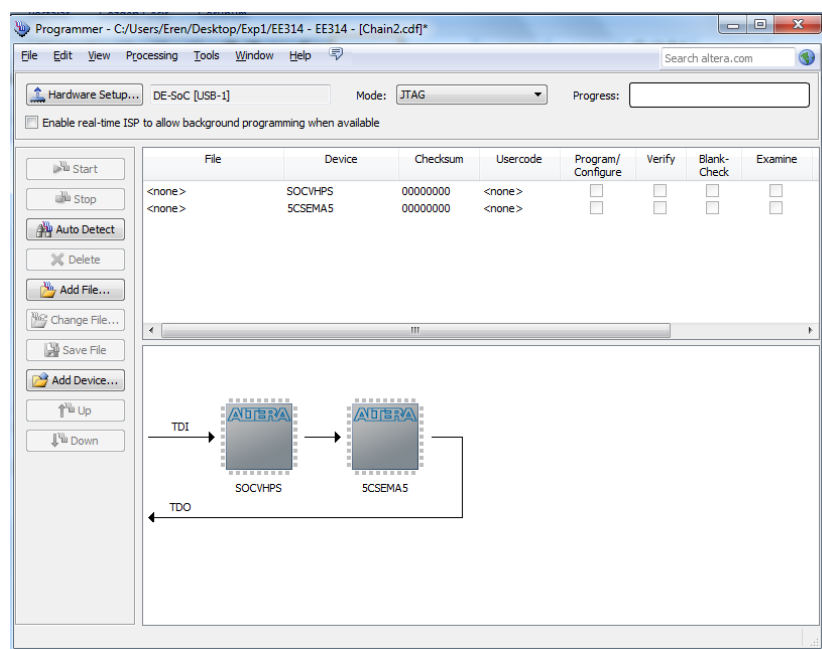 Programmer - C:/Users/Eren/Desktop/Exp1/EE314 - EE314 - [Chain2.cdf]*
File Edit View Processing Tools Window Help
Search altera.com
Hardware Setup... DE-SoC [USB-1] Mode: JTAG Progress:
Enable real-time ISP to allow background programming when available
File Device Checksum Usercode Program/ Verify Blank- Examine
Configure Check
<none> SOCVHPS 00000000 <none>
<none> 5CSEMA5 00000000 <none>
Start
Stop
Auto Detect
Delete
Add File...
Change File...
Save File
Add Device...
Up
Down
ALTERA ALTERA
TDI
SOCVHPS 5CSEMA5
TDO